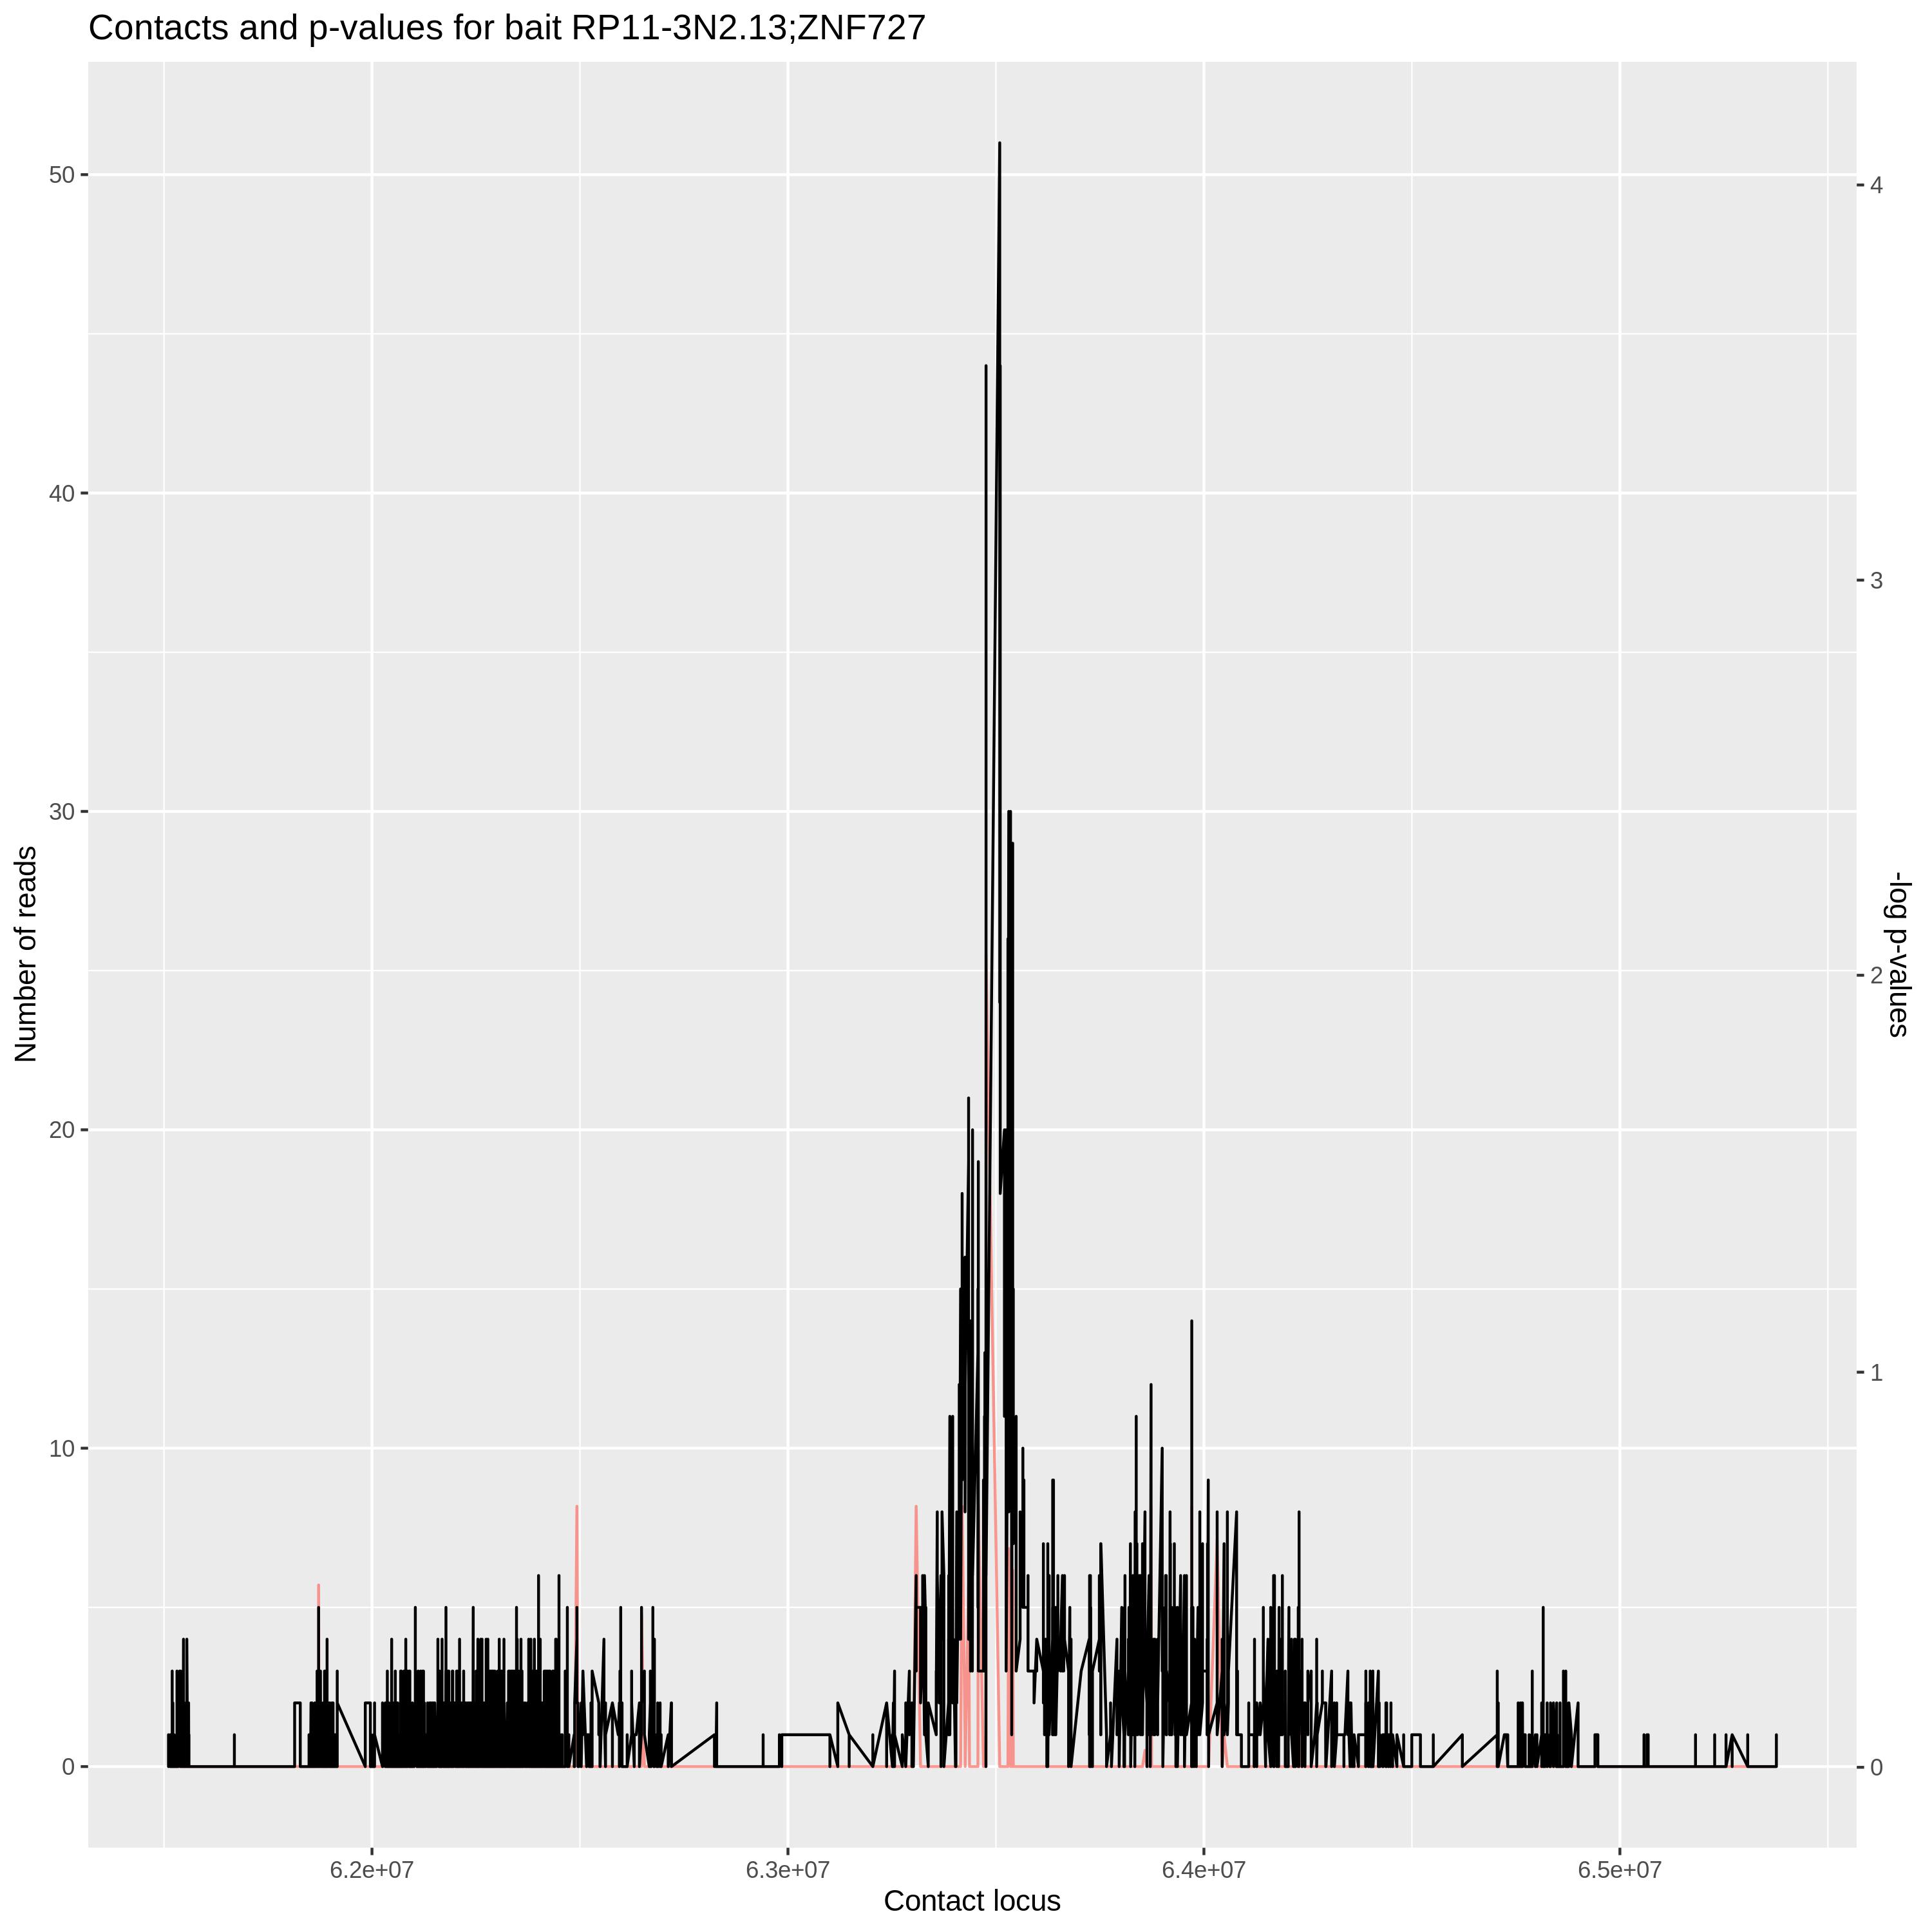 Contacts and p-values for bait RP11-3N2.13;ZNF727
50
40
30
20
10
0
Number of reads
4
3
2
1
0
-log p-values
6.2e+07 6.3e+07 6.4e+07 6.5e+07
Contact locus